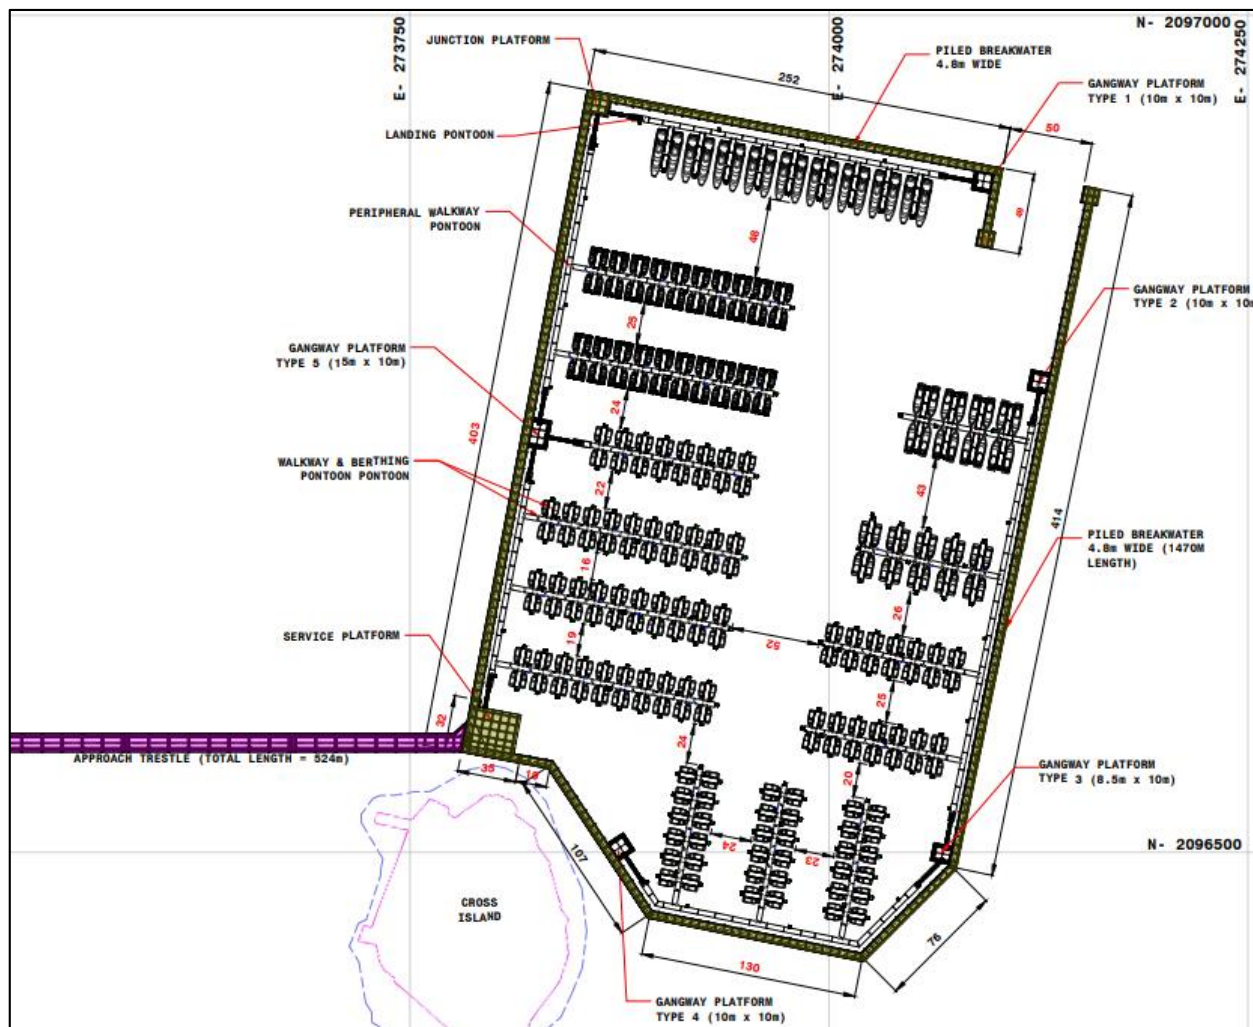 N- 2097000
E- 273750
E- 274000
E- 274250
JUNCTION PLATFORM
PILED BREAKWATER
4.8m WIDE
252
GANGWAY PLATFORM
TYPE 1 (10m x 10m)
50
LANDING PONTOON
PERIPHERAL WALKWAY
PONTOON
48
GANGWAY PLATFORM
TYPE 2 (10m x 10m
25
GANGWAY PLATFORM
TYPE 5 (15m x 10m)
24
403
WALKWAY & BERTHING
PONTOON PONTOON
22
43
414
PILED BREAKWATER
4.8m WIDE (1470M
LENGTH)
16
26
SERVICE PLATFORM
19
52
25
32
24
APPROACH TRESTLE (TOTAL LENGTH = 524m)
35
20
GANGWAY PLATFORM
TYPE 3 (8.5m x 10m)
107
24
23
N- 2096500
CROSS
ISLAND
76
130
GANGWAY PLATFORM
TYPE 4 (10m x 10m)